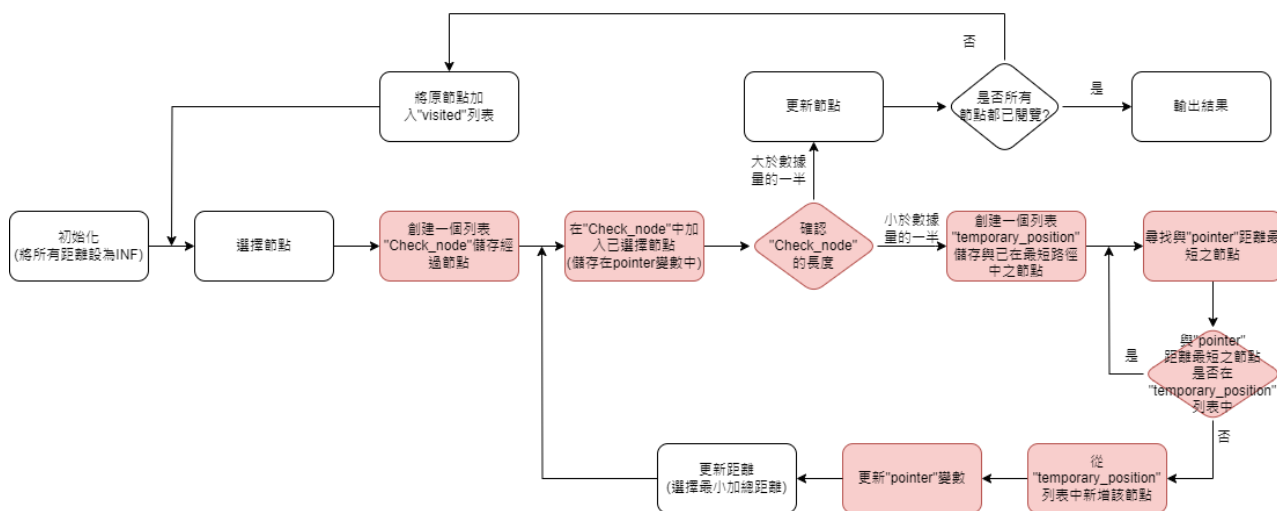 否
將原節點加
入"visited"列表
更新節點
是否所有
節點都已閱覽?
是
輸出結果
大於數據
量的一半
初始化
(將所有距離設為INF)
選擇節點
創建一個列表
"Check_node"儲存經
過節點
在"Check_node"中加
入已選擇節點
(儲存在pointer變數中)
確認
"Check_node"
的長度
小於數據
量的一半
創建一個列表
"temporary_position"
儲存與已在最短路徑
中之節點
尋找與"pointer"距離最
短之節點
與"pointer"
距離最短之節點
是否在
"temporary_position"
列表中
是
否
從
"temporary_position"
列表中新增該節點
更新"pointer"變數
更新距離
(選擇最小加總距離)